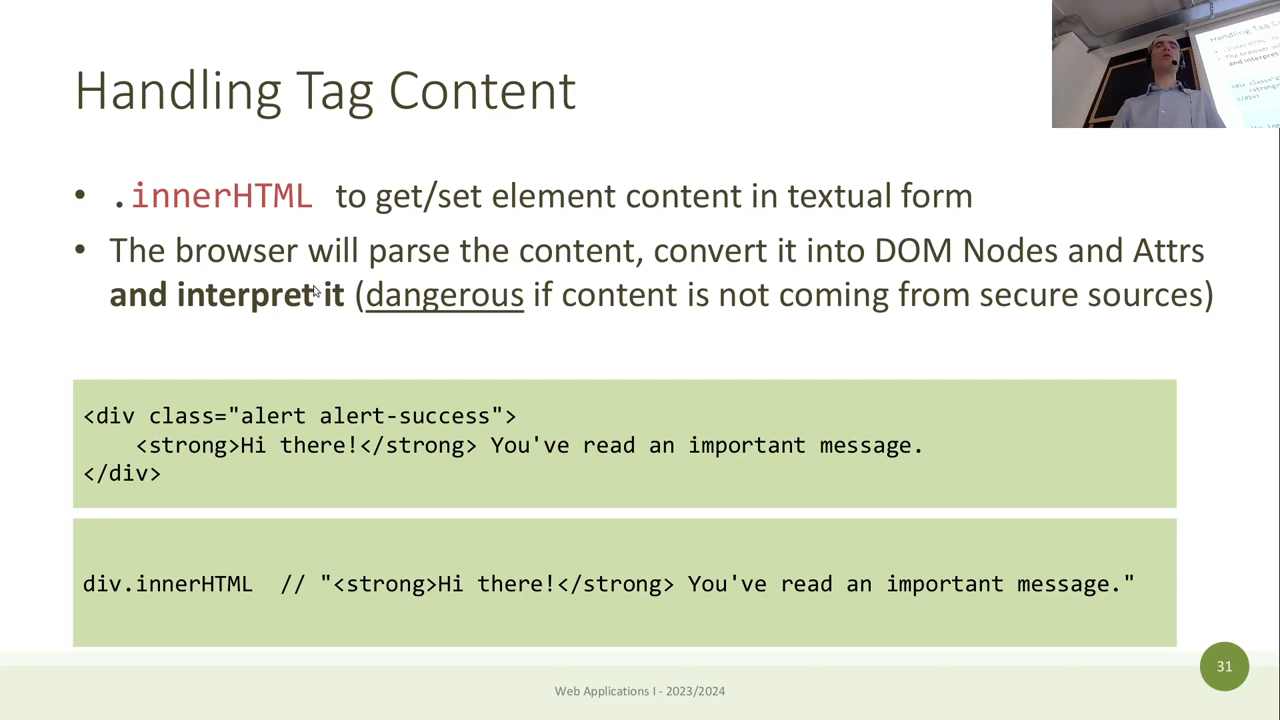 Handling Tag Content
• .innerHTML to get/set element content in textual form
• The browser will parse the content, convert it into DOM Nodes and Attrs
and interpret it (dangerous if content is not coming from secure sources)
<div class="alert alert-success">
    <strong>Hi there!</strong> You've read an important message.
</div>
div.innerHTML  // "<strong>Hi there!</strong> You've read an important message."
31
Web Applications I - 2023/2024